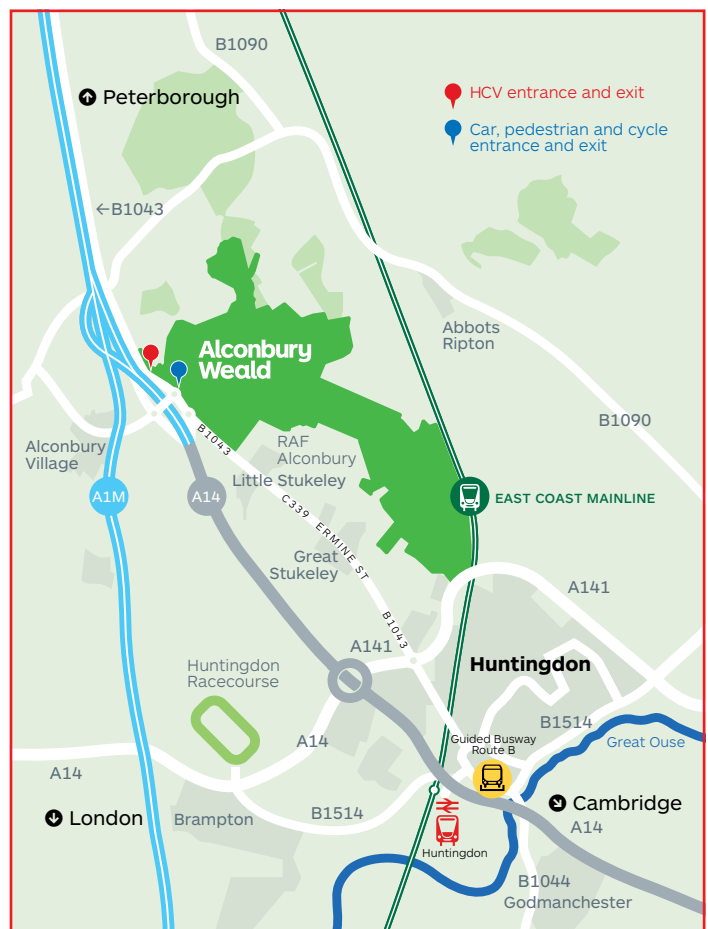 B1090
Peterborough
HCV entrance and exit
Car, pedestrian and cycle
entrance and exit
←B1043
Abbots
Ripton
Alconbury
Weald
B1090
B1043
RAF
Alconbury
Alconbury
Village
Little Stukeley
A1M
A14
EAST COAST MAINLINE
C339 ERMINE ST
Great
Stukeley
A141
B1043
A141
Huntingdon
Huntingdon
Racecourse
B1514
Guided Busway
Route B
Great Ouse
A14
A14
London
Brampton
B1514
Cambridge
A14
Huntingdon
B1044
Godmanchester